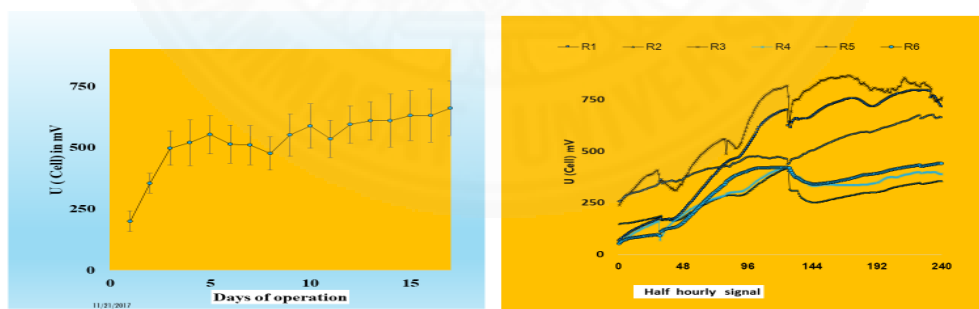 U (Cell) in mV
750
500
250
0
0
5
10
15
Days of operation
11/21/2017
R1 R2 R3 R4 R5 R6
U (Cell) mV
750
500
250
0
0 48 96 144 192 240
Half hourly signal